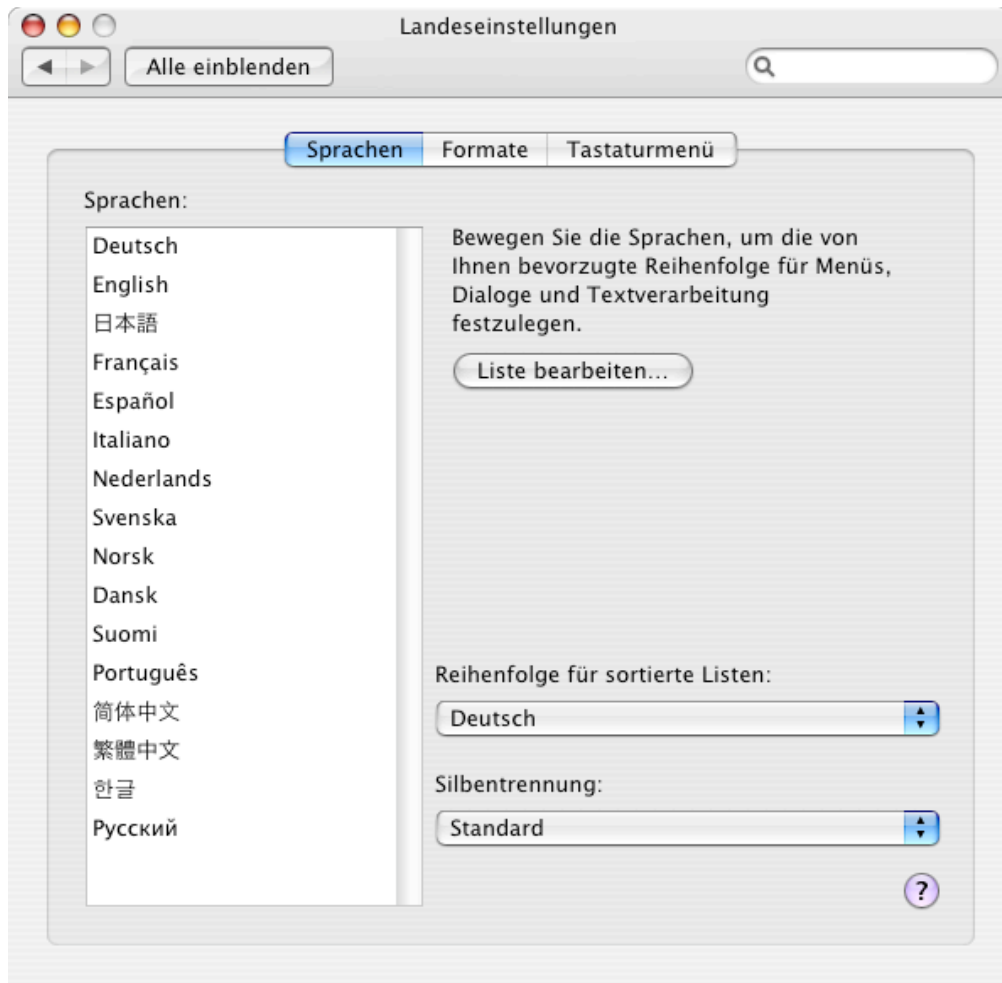 Landeseinstellungen
Alle einblenden
Sprachen Formate Tastaturmenü
Sprachen:
Deutsch
English
日本語
Français
Español
Italiano
Nederlands
Svenska
Norsk
Dansk
Suomi
Português
简体中文
繁體中文
한글
Русский
Bewegen Sie die Sprachen, um die von
Ihnen bevorzugte Reihenfolge für Menüs,
Dialoge und Textverarbeitung
festzulegen.
Liste bearbeiten...
Reihenfolge für sortierte Listen:
Deutsch
Silbentrennung:
Standard
?